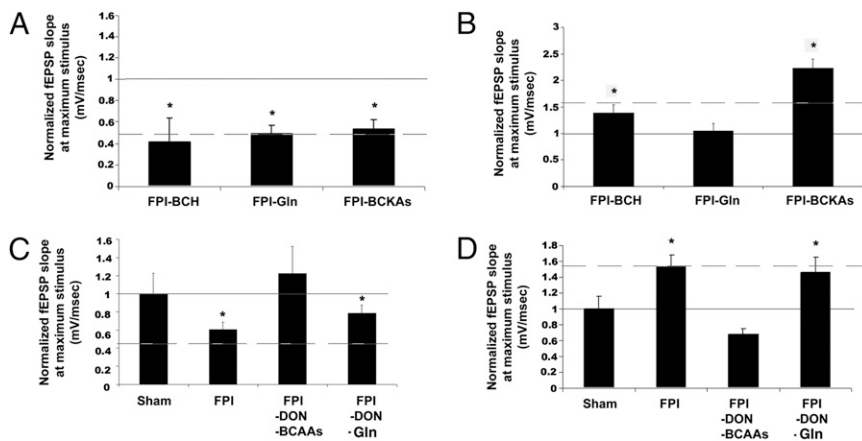 A
Normalized fEPSP slope
at maximum stimulus
(mV/msec)
1.6
1.4
1.2
1
0.8
0.6
0.4
0.2
0
*
*
*
FPI-BCH
FPI-Gln
FPI-BCKAs
B
Normalized fEPSP slope
at maximum stimulus
(mV/msec)
3
2.5
2
1.5
1
0.5
0
*
*
FPI-BCH
FPI-Gln
FPI-BCKAs
C
Normalized fEPSP slope
at maximum stimulus
(mV/msec)
1.6
1.4
1.2
1
0.8
0.6
0.4
0.2
0
*
*
Sham
FPI
FPI
-DON
-BCAAs
FPI
-DON
·Gln
D
Normalized fEPSP slope
at maximum stimulus
(mV/msec)
1.8
1.6
1.4
1.2
1
0.8
0.6
0.4
0.2
0
*
*
Sham
FPI
FPI
-DON
-BCAAs
FPI
-DON
·Gln